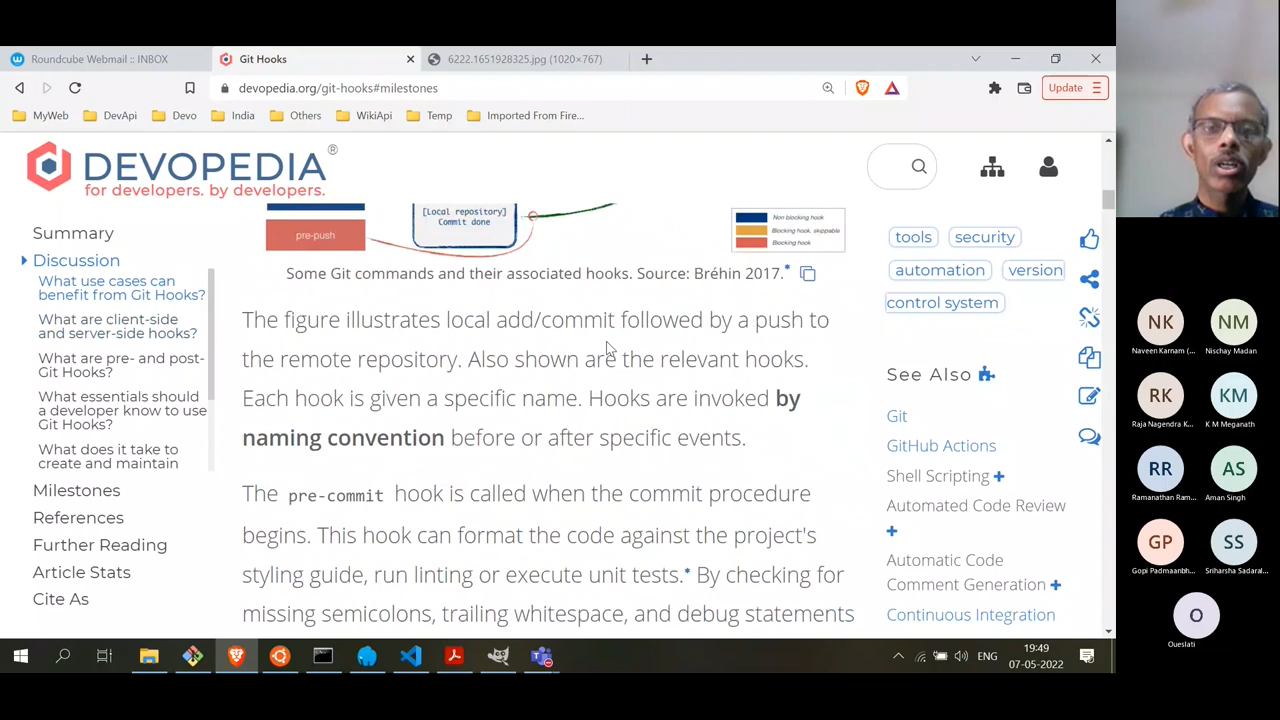 Roundcube Webmail :: INBOX
Git Hooks
6222.1651928325.jpg (1020×767)
devopedia.org/git-hooks#milestones
Update
MyWeb
DevApi
Devo
India
Others
WikiApi
Temp
Imported From Fire...
DEVOPEDIA®
for developers. by developers.
Summary
Discussion
What use cases can
benefit from Git Hooks?
What are client-side
and server-side hooks?
What are pre- and post-
Git Hooks?
What essentials should
a developer know to use
Git Hooks?
What does it take to
create and maintain
Milestones
References
Further Reading
Article Stats
Cite As
pre-push
[Local repository]
Commit done
Non blocking hook
Blocking hook, skippable
Blocking hook
Some Git commands and their associated hooks. Source: Bréhin 2017.*
The figure illustrates local add/commit followed by a push to
the remote repository. Also shown are the relevant hooks.
Each hook is given a specific name. Hooks are invoked by
naming convention before or after specific events.
The pre-commit hook is called when the commit procedure
begins. This hook can format the code against the project's
styling guide, run linting or execute unit tests.* By checking for
missing semicolons, trailing whitespace, and debug statements
tools
security
automation
version
control system
See Also
Git
GitHub Actions
Shell Scripting +
Automated Code Review
+
Automatic Code
Comment Generation +
Continuous Integration
ENG
19:49
07-05-2022
NK
Naveen Karnam (...
NM
Nischay Madan
RK
Raja Nagendra K...
KM
K M Meganath
RR
Ramanathan Ram...
AS
Aman Singh
GP
Gopi Padmaanbh...
SS
Sriharsha Sadaral...
O
Oueslati